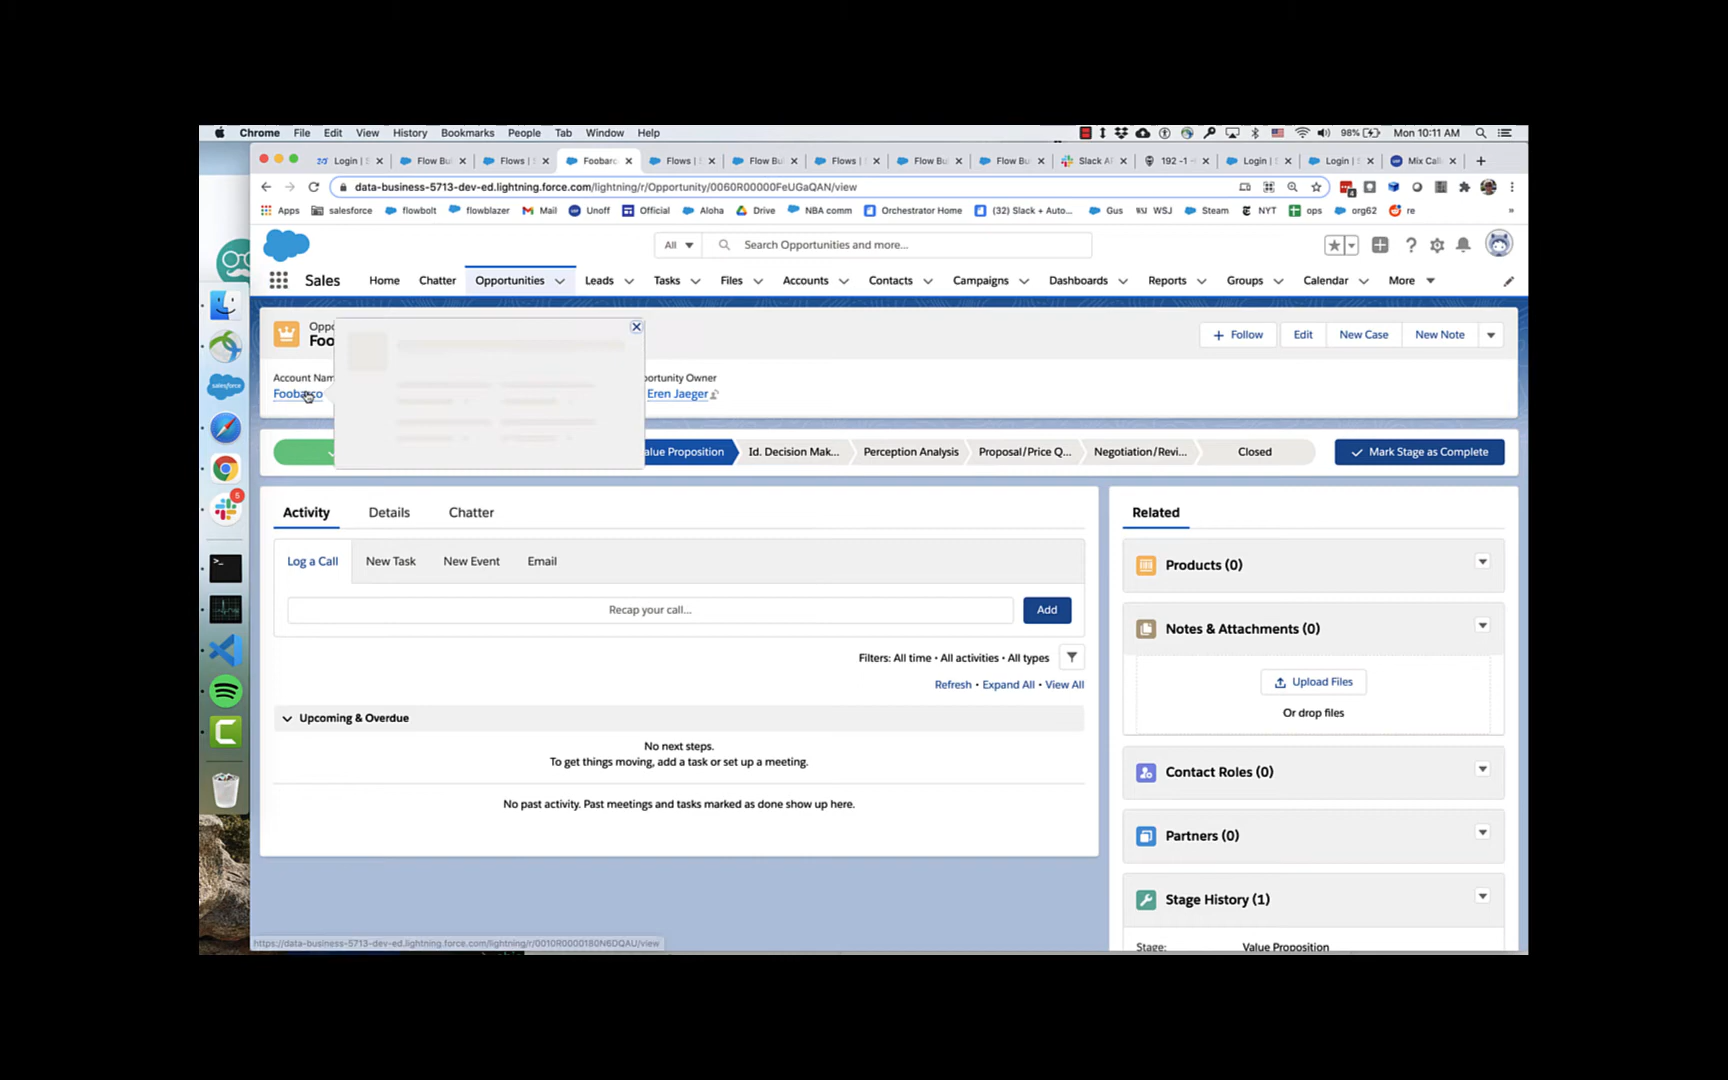 Chrome File Edit View History Bookmarks People Tab Window Help 98% Mon 10:11 AM
Login | S Flow Bu Flows | S Foobarc Flows | S Flow Bu Flows | Flow Bu Flow Bu Slack A 192 -1 Login | S Login | S Mix Calc
data-business-5713-dev-ed.lightning.force.com/lightning/r/Opportunity/0060R00000FeUGaQAN/view
Apps salesforce flowbolt flowblazer Mail Unoff Official Aloha Drive NBA comm Orchestrator Home (32) Slack + Auto... Gus WSJ Steam NYT ops org62 re »
All Search Opportunities and more...
Sales Home Chatter Opportunities Leads Tasks Files Accounts Contacts Campaigns Dashboards Reports Groups Calendar More
Oppo
Foo
+ Follow Edit New Case New Note
Account Nam portunity Owner
Foobarco Eren Jaeger
alue Proposition Id. Decision Mak... Perception Analysis Proposal/Price Q... Negotiation/Revi... Closed Mark Stage as Complete
Activity Details Chatter
Log a Call New Task New Event Email
Recap your call... Add
Filters: All time • All activities • All types
Refresh • Expand All • View All
Upcoming & Overdue
No next steps.
To get things moving, add a task or set up a meeting.
No past activity. Past meetings and tasks marked as done show up here.
Related
Products (0)
Notes & Attachments (0)
Upload Files
Or drop files
Contact Roles (0)
Partners (0)
Stage History (1)
Stage: Value Proposition
https://data-business-5713-dev-ed.lightning.force.com/lightning/r/0010R0000180N6DQAU/view
salesforce
5